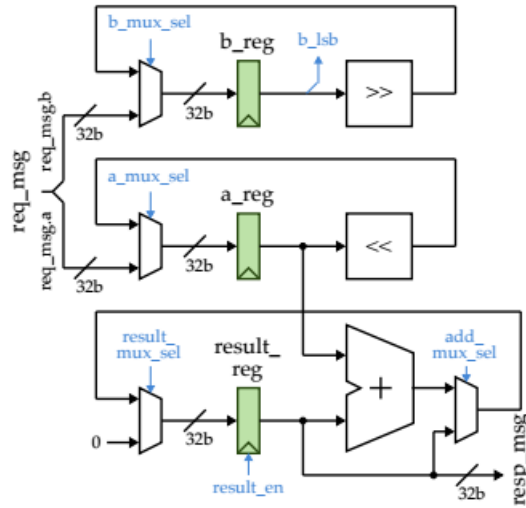 b_mux_sel
b_reg
b_lsb
>>
32b
32b
req_msg.b
req_msg
req_msg.a
a_mux_sel
a_reg
<<
32b
32b
result_
mux_sel
result_
reg
add_
mux_sel
+
0
32b
result_en
32b
resp_msg